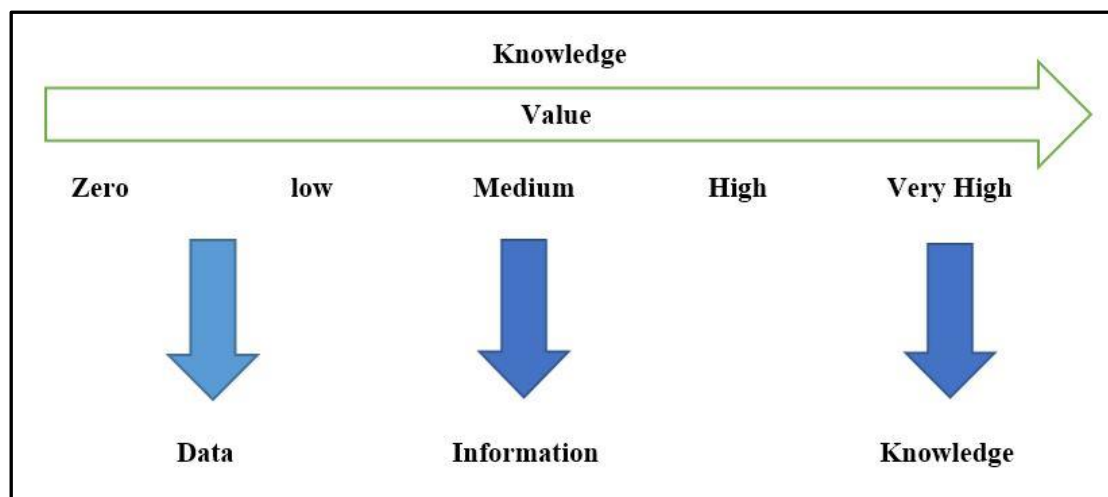 Knowledge
Value
Zero low Medium High Very High
Data Information Knowledge